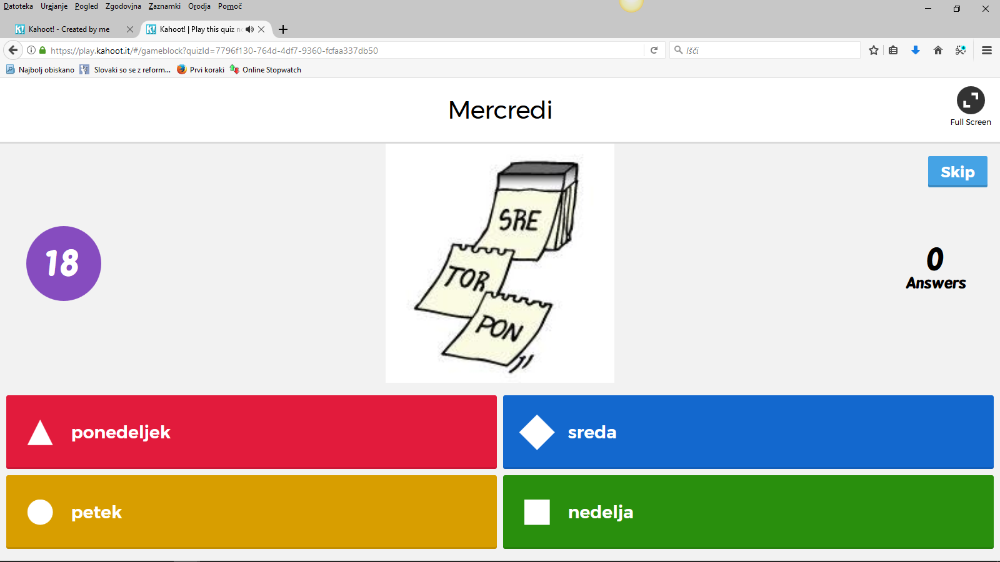 Datoteka Urejanje Pogled Zgodovina Zaznamki Orodja Pomoč
Kahoot! - Created by me
Kahoot! | Play this quiz no
https://play.kahoot.it/#/gameblock?quizId=7796f130-764d-4df7-9360-fcfaa337db50
Išči
Najbolj obiskano Slovaki so se z reform... Prvi koraki Online Stopwatch
Mercredi
Full Screen
Skip
SRE
TOR
PON
18
0
Answers
ponedeljek
sreda
petek
nedelja